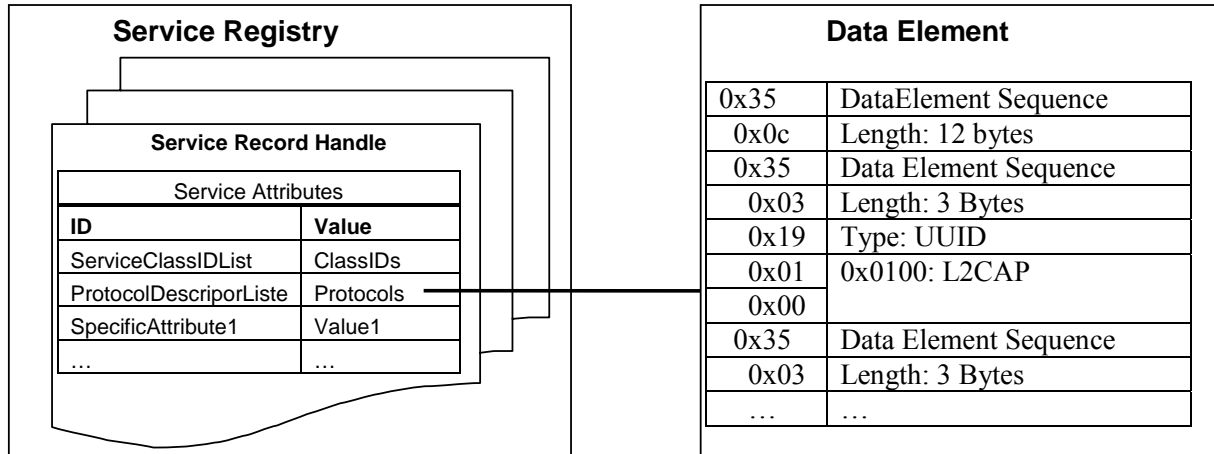 Service Registry
Service Record Handle
Service Attributes
ID Value
ServiceClassIDList ClassIDs
ProtocolDescriporListe Protocols
SpecificAttribute1 Value1
… …
Data Element
0x35 DataElement Sequence
0x0c Length: 12 bytes
0x35 Data Element Sequence
0x03 Length: 3 Bytes
0x19 Type: UUID
0x01 0x0100: L2CAP
0x00
0x35 Data Element Sequence
0x03 Length: 3 Bytes
… …